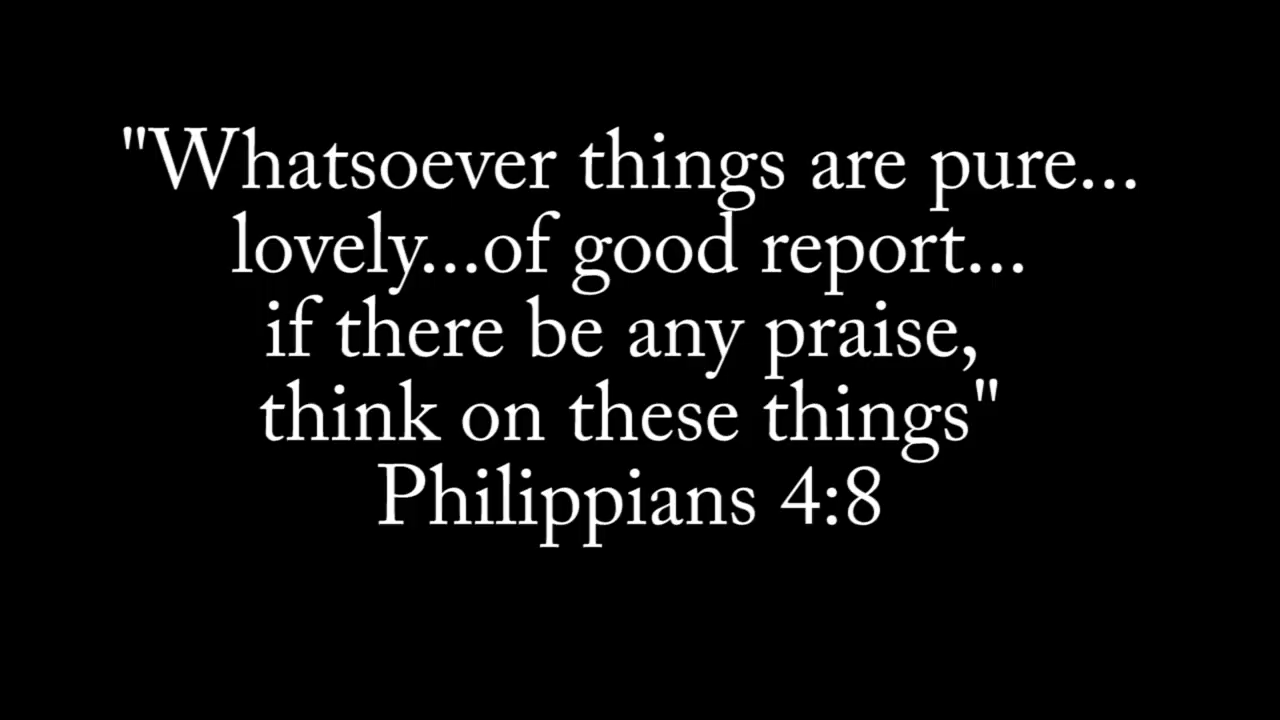 "Whatsoever things are pure...
lovely...of good report...
if there be any praise,
think on these things"
Philippians 4:8